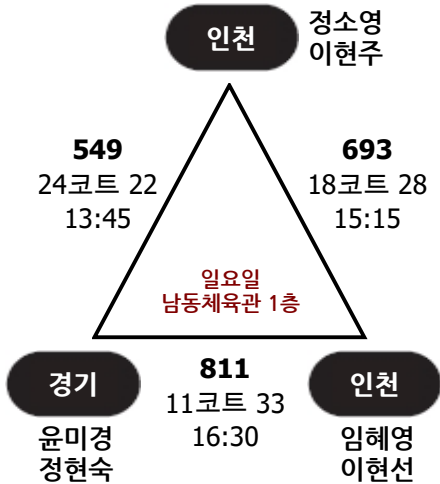 인천
정소영
이현주
549
24코트 22
13:45
693
18코트 28
15:15
일요일
남동체육관 1층
경기
윤미경
정현숙
811
11코트 33
16:30
인천
임혜영
이현선